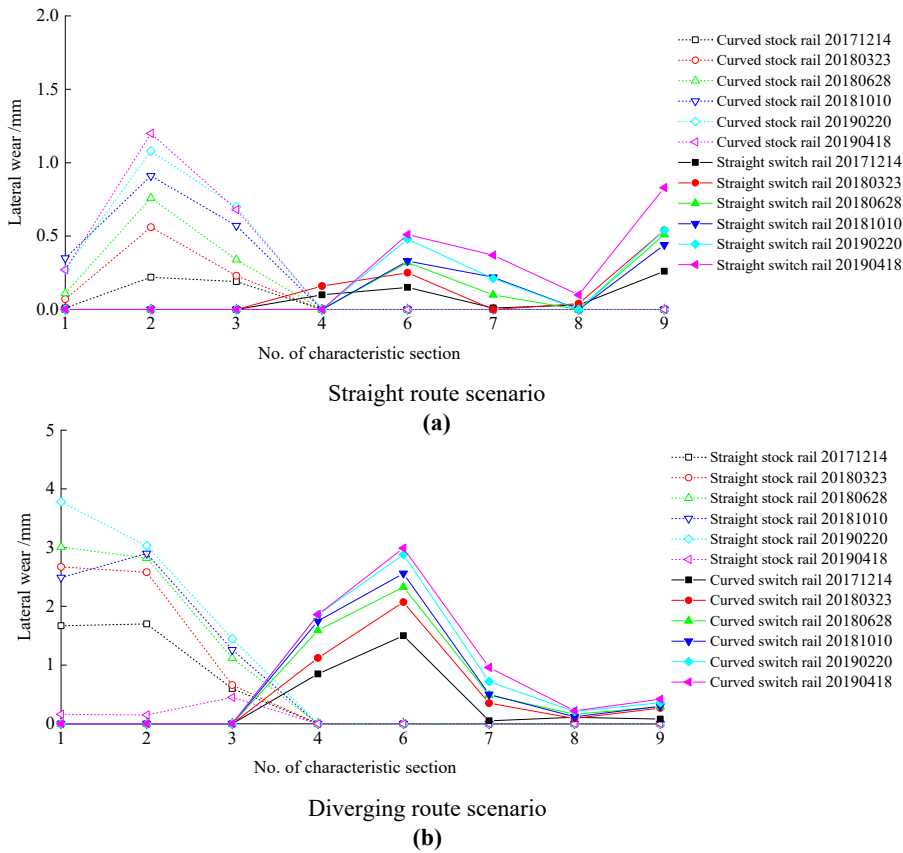 2.0
1.5
1.0
0.5
0.0
Lateral wear /mm
1 2 3 4 6 7 8 9
No. of characteristic section
Curved stock rail 20171214
Curved stock rail 20180323
Curved stock rail 20180628
Curved stock rail 20181010
Curved stock rail 20190220
Curved stock rail 20190418
Straight switch rail 20171214
Straight switch rail 20180323
Straight switch rail 20180628
Straight switch rail 20181010
Straight switch rail 20190220
Straight switch rail 20190418
Straight route scenario
(a)
5
4
3
2
1
0
Lateral wear /mm
1 2 3 4 6 7 8 9
No. of characteristic section
Straight stock rail 20171214
Straight stock rail 20180323
Straight stock rail 20180628
Straight stock rail 20181010
Straight stock rail 20190220
Straight stock rail 20190418
Curved switch rail 20171214
Curved switch rail 20180323
Curved switch rail 20180628
Curved switch rail 20181010
Curved switch rail 20190220
Curved switch rail 20190418
Diverging route scenario
(b)